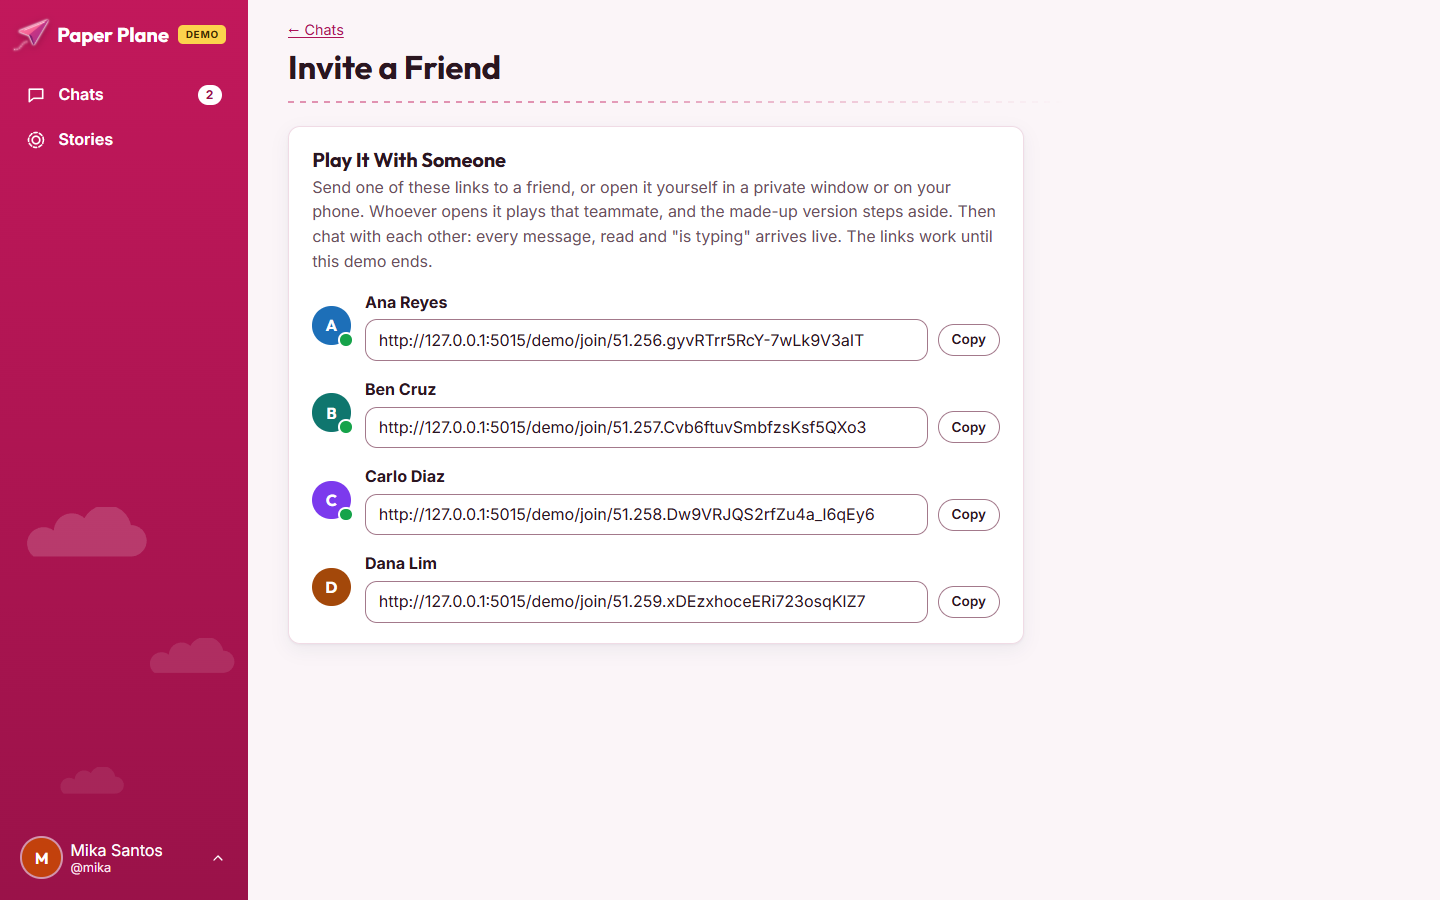 Paper Plane DEMO
Chats 2
Stories
← Chats
Invite a Friend
Play It With Someone
Send one of these links to a friend, or open it yourself in a private window or on your
phone. Whoever opens it plays that teammate, and the made-up version steps aside. Then
chat with each other: every message, read and "is typing" arrives live. The links work until
this demo ends.
Ana Reyes
A
http://127.0.0.1:5015/demo/join/51.256.gyvRTrr5RcY-7wLk9V3aIT
Copy
Ben Cruz
B
http://127.0.0.1:5015/demo/join/51.257.Cvb6ftuvSmbfzsKsf5QXo3
Copy
Carlo Diaz
C
http://127.0.0.1:5015/demo/join/51.258.Dw9VRJQS2rfZu4a_I6qEy6
Copy
Dana Lim
D
http://127.0.0.1:5015/demo/join/51.259.xDEzxhoceERi723osqKIZ7
Copy
M
Mika Santos
@mika